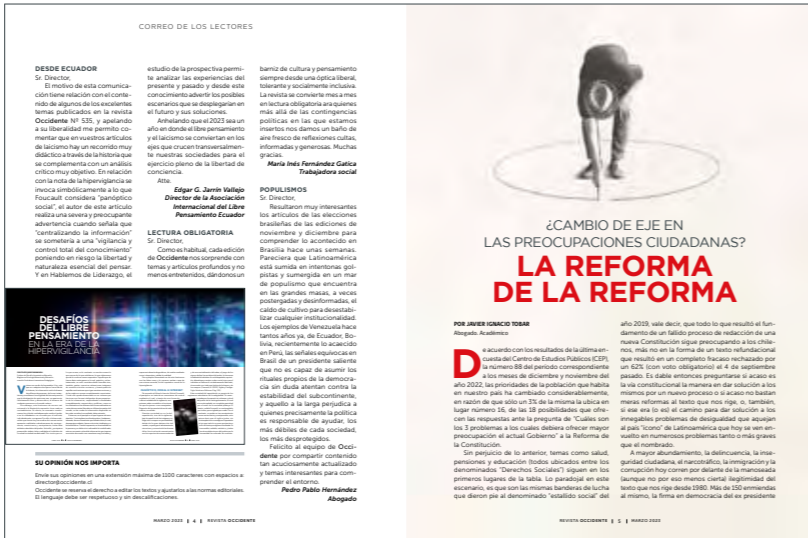 CORREO DE LOS LECTORES
DESDE ECUADOR
Sr. Director,
El motivo de esta comunica-
ción tiene relación con el conte-
nido de algunos de los excelentes
temas publicados en la revista
Occidente Nº 535, y apelando
a su liberalidad me permito co-
mentar que en vuestros artículos
de laicismo hay un recorrido muy
didáctico a través de la historia que
se complementa con un análisis
crítico muy objetivo. En relación
con la nota de la hipervigilancia se
invoca simbólicamente a lo que
Foucault considera "panóptico
social", el autor de este artículo
realiza una severa y preocupante
advertencia cuando señala que
"centralizando la información"
se sometería a una "vigilancia y
control total del conocimiento"
poniendo en riesgo la libertad y
naturaleza esencial del pensar.
Y en Hablemos de Liderazgo, el
DESAFÍOS
DEL LIBRE
PENSAMIENTO
EN LA ERA DE LA
HIPERVIGILANCIA
estudio de la prospectiva permi-
te analizar las experiencias del
presente y pasado y desde este
conocimiento advertir los posibles
escenarios que se desplegarían en
el futuro y sus soluciones.
Anhelando que el 2023 sea un
año en donde el libre pensamiento
y el laicismo se conviertan en los
ejes que crucen transversalmen-
te nuestras sociedades para el
ejercicio pleno de la libertad de
conciencia.
Atte.
Edgar G. Jarrín Vallejo
Director de la Asociación
Internacional del Libre
Pensamiento Ecuador
LECTURA OBLIGATORIA
Sr. Director,
Como es habitual, cada edición
de Occidente nos sorprende con
temas y artículos profundos y no
menos entretenidos, dándonos un
barniz de cultura y pensamiento
siempre desde una óptica liberal,
tolerante y socialmente inclusiva.
La revista se convierte mes a mes
en lectura obligatoria para quienes
más allá de las contingencias
políticas en las que estamos
insertos nos damos un baño de
aire fresco de reflexiones cultas,
informadas y generosas. Muchas
gracias.
María Inés Fernández Gatica
Trabajadora social
POPULISMOS
Sr. Director,
Resultaron muy interesantes
los artículos de las elecciones
brasileñas de las ediciones de
noviembre y diciembre para
comprender lo acontecido en
Brasilia hace unas semanas.
Pareciera que Latinoamérica
está sumida en intentonas gol-
pistas y sumergida en un mar
de populismo que encuentra
en las grandes masas, a veces
postergadas y desinformadas, el
caldo de cultivo para desestabi-
lizar cualquier institucionalidad.
Los ejemplos de Venezuela hace
tantos años ya, de Ecuador, Bo-
livia, recientemente lo acaecido
en Perú, las señales equívocas en
Brasil de un presidente saliente
que no es capaz de asumir los
rituales propios de la democra-
cia sin duda atentan contra la
estabilidad del subcontinente,
y aquello a la larga perjudica a
quienes precisamente la política
es responsable de ayudar, los
más débiles de cada sociedad,
los más desprotegidos.
Felicito al equipo de Occi-
dente por compartir contenido
tan acuciosamente actualizado
y temas interesantes para com-
prender el entorno.
Pedro Pablo Hernández
Abogado
SU OPINIÓN NOS IMPORTA
Envíe sus opiniones en una extensión máxima de 1100 caracteres con espacios a:
director@occidente.cl
Occidente se reserva el derecho a editar los textos y ajustarlos a las normas editoriales.
El lenguaje debe ser respetuoso y sin descalificaciones.
MARZO 2023 | 4 | REVISTA OCCIDENTE
¿CAMBIO DE EJE EN
LAS PREOCUPACIONES CIUDADANAS?
LA REFORMA
DE LA REFORMA
POR JAVIER IGNACIO TOBAR
Abogado. Académico
De acuerdo con los resultados de la última en-
cuesta del Centro de Estudios Públicos (CEP),
la número 88 del período correspondiente
a los meses de diciembre y noviembre del
año 2022, las prioridades de la población que habita
en nuestro país ha cambiado considerablemente,
en razón de que sólo un 3% de la misma la ubica en
lugar número 16, de las 18 posibilidades que ofre-
cen las respuestas ante la pregunta de "Cuáles son
los 3 problemas a los cuales debiera ofrecer mayor
preocupación el actual Gobierno" a la Reforma de
la Constitución.
Sin perjuicio de lo anterior, temas como salud,
pensiones y educación (todos ubicados entre los
denominados "Derechos Sociales") siguen en los
primeros lugares de la tabla. Lo paradojal en este
escenario, es que son las mismas banderas de lucha
que dieron pie al denominado "estallido social" del
año 2019, vale decir, que todo lo que resultó el fun-
damento de un fallido proceso de redacción de una
nueva Constitución sigue preocupando a los chile-
nos, más no en la forma de un texto refundacional
que resultó en un completo fracaso rechazado por
un 62% (con voto obligatorio) el 4 de septiembre
pasado. Es dable entonces preguntarse si acaso es
la vía constitucional la manera en dar solución a los
mismos por un nuevo proceso o si acaso no bastan
meras reformas al texto que nos rige, o, también,
si ese era (o es) el camino para dar solución a los
innegables problemas de desigualdad que aquejan
al país "ícono" de Latinoamérica que hoy se ven en-
vuelto en numerosos problemas tanto o más graves
que el nombrado.
A mayor abundamiento, la delincuencia, la inse-
guridad ciudadana, el narcotráfico, la inmigración y la
corrupción hoy corren por delante de la manoseada
(aunque no por eso menos cierta) ilegitimidad del
texto que nos rige desde 1980. Más de 150 enmiendas
al mismo, la firma en democracia del ex presidente
REVISTA OCCIDENTE | 5 | MARZO 2023